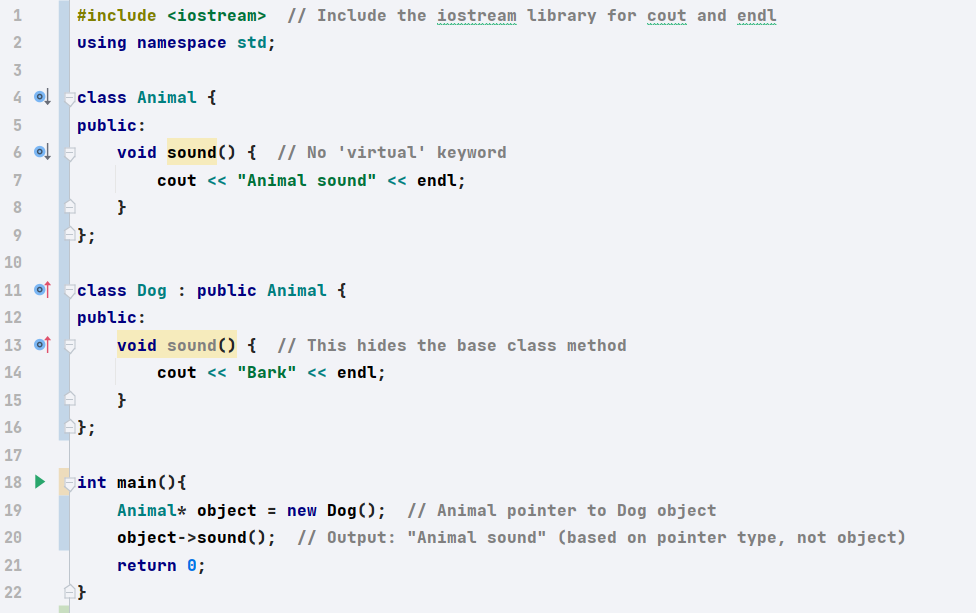 1 #include <iostream>  // Include the iostream library for cout and endl
2 using namespace std;
3
4 class Animal {
5 public:
6     void sound() {  // No 'virtual' keyword
7         cout << "Animal sound" << endl;
8     }
9 };
10
11 class Dog : public Animal {
12 public:
13     void sound() {  // This hides the base class method
14         cout << "Bark" << endl;
15     }
16 };
17
18 int main(){
19     Animal* object = new Dog();  // Animal pointer to Dog object
20     object->sound();  // Output: "Animal sound" (based on pointer type, not object)
21     return 0;
22 }